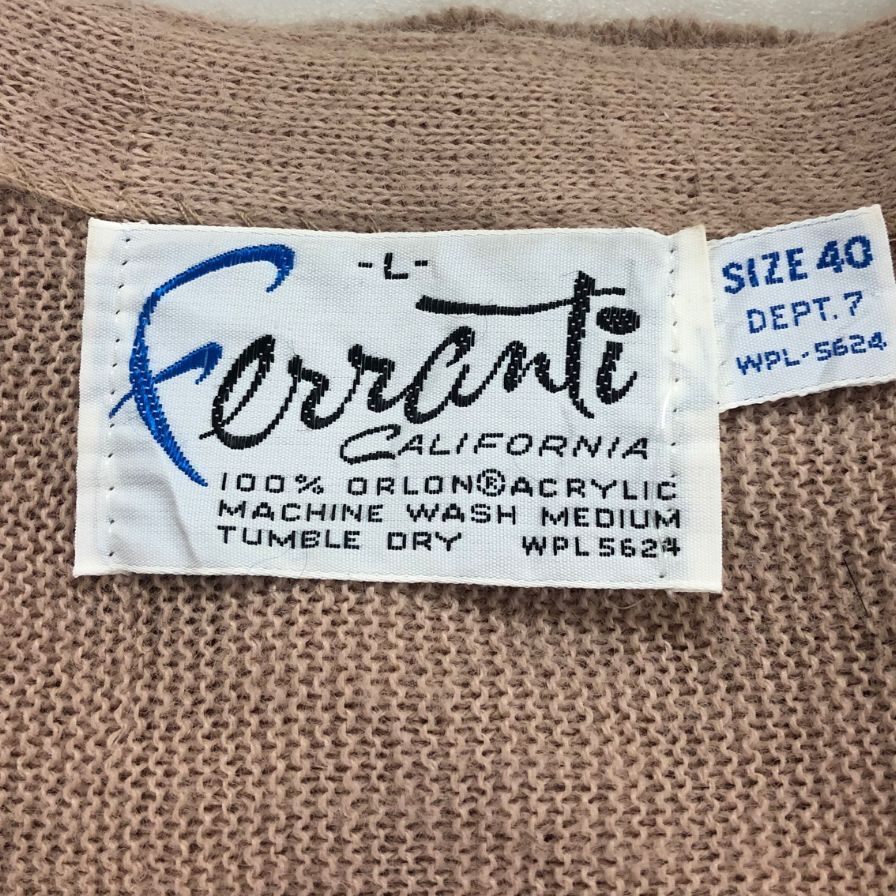 -L-
Ferranti
CALIFORNIA
100% ORLON® ACRYLIC
MACHINE WASH MEDIUM
TUMBLE DRY WPL5624
SIZE 40
DEPT. 7
WPL-5624